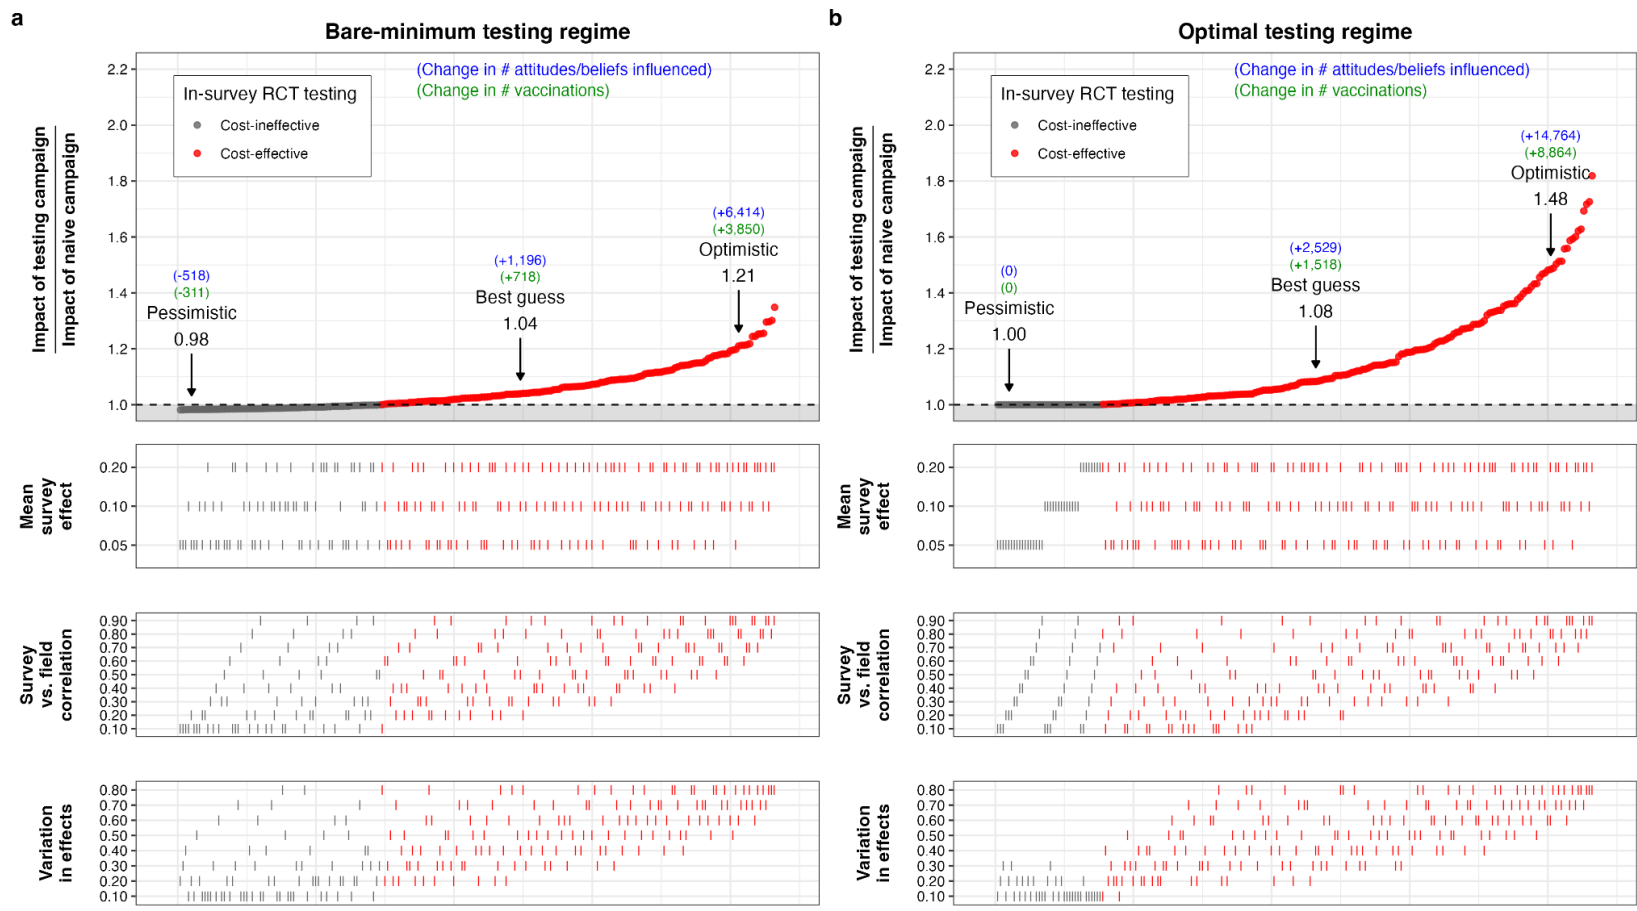 a
Bare-minimum testing regime
Impact of testing campaign
Impact of naive campaign
2.2
2.0
1.8
1.6
1.4
1.2
1.0
(Change in # attitudes/beliefs influenced)
(Change in # vaccinations)
In-survey RCT testing
Cost-ineffective
Cost-effective
(-518)
(-311)
Pessimistic
0.98
(+1,196)
(+718)
Best guess
1.04
(+6,414)
(+3,850)
Optimistic
1.21
Mean
survey
effect
0.20
0.10
0.05
Survey
vs. field
correlation
0.90
0.80
0.70
0.60
0.50
0.40
0.30
0.20
0.10
Variation
in effects
0.80
0.70
0.60
0.50
0.40
0.30
0.20
0.10
b
Optimal testing regime
Impact of testing campaign
Impact of naive campaign
2.2
2.0
1.8
1.6
1.4
1.2
1.0
(Change in # attitudes/beliefs influenced)
(Change in # vaccinations)
In-survey RCT testing
Cost-ineffective
Cost-effective
(0)
(0)
Pessimistic
1.00
(+2,529)
(+1,518)
Best guess
1.08
(+14,764)
(+8,864)
Optimistic
1.48
Mean
survey
effect
0.20
0.10
0.05
Survey
vs. field
correlation
0.90
0.80
0.70
0.60
0.50
0.40
0.30
0.20
0.10
Variation
in effects
0.80
0.70
0.60
0.50
0.40
0.30
0.20
0.10